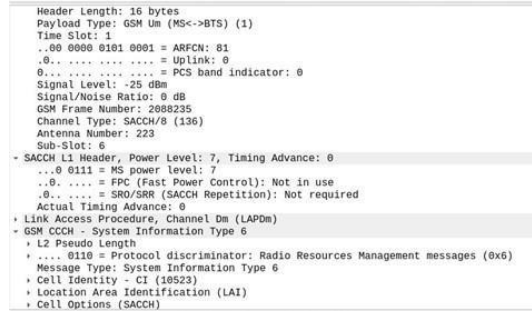 Header Length: 16 bytes
Payload Type: GSM Um (MS<->BTS) (1)
Time Slot: 1
..00 0000 0101 0001 = ARFCN: 81
.0.. .... .... .... = Uplink: 0
0... .... .... .... = PCS band indicator: 0
Signal Level: -25 dBm
Signal/Noise Ratio: 0 dB
GSM Frame Number: 2088235
Channel Type: SACCH/8 (136)
Antenna Number: 223
Sub-Slot: 6
SACCH L1 Header, Power Level: 7, Timing Advance: 0
...0 0111 = MS power level: 7
..0. .... = FPC (Fast Power Control): Not in use
.0.. .... = SRO/SRR (SACCH Repetition): Not required
Actual Timing Advance: 0
Link Access Procedure, Channel Dm (LAPDm)
GSM CCCH - System Information Type 6
L2 Pseudo Length
.... 0110 = Protocol discriminator: Radio Resources Management messages (0x6)
Message Type: System Information Type 6
Cell Identity - CI (10523)
Location Area Identification (LAI)
Cell Options (SACCH)